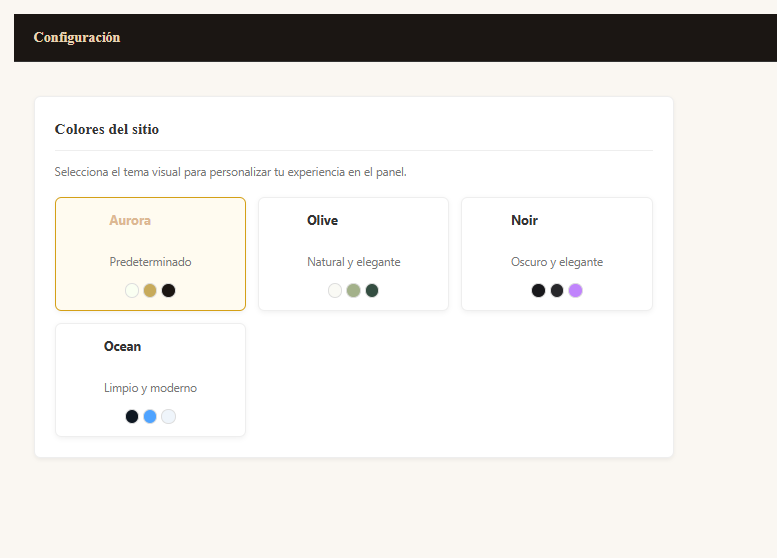 Configuración
Colores del sitio
Selecciona el tema visual para personalizar tu experiencia en el panel.
Aurora
Predeterminado
Olive
Natural y elegante
Noir
Oscuro y elegante
Ocean
Limpio y moderno